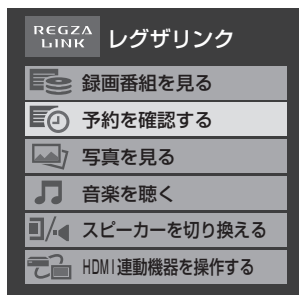 REGZA
LINK
レグザリンク
録画番組を見る
予約を確認する
写真を見る
音楽を聴く
スピーカーを切り換える
HDMI連動機器を操作する